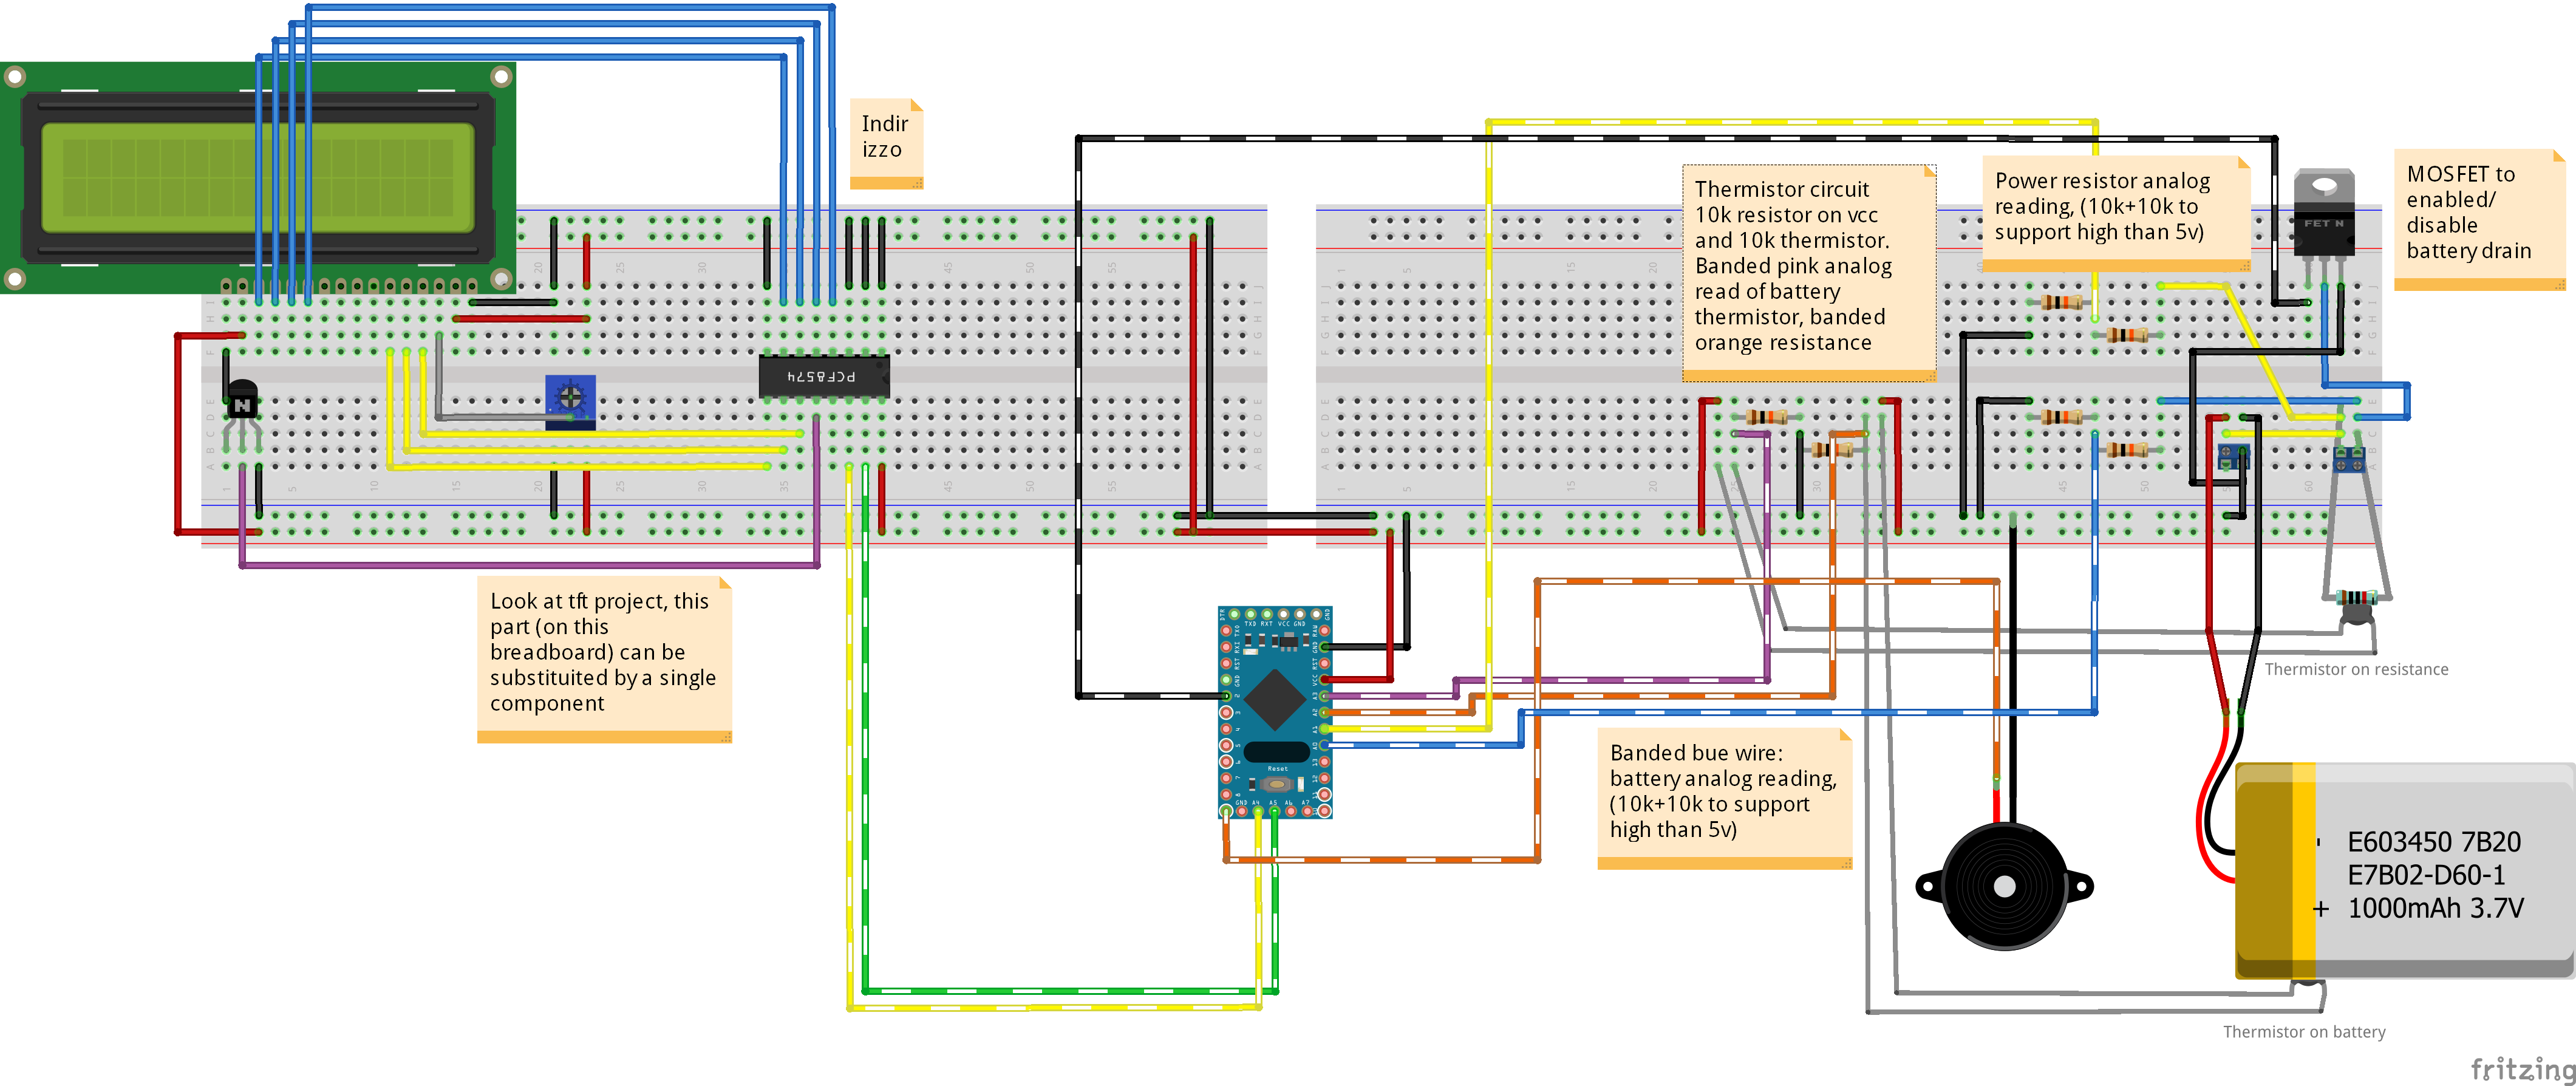 Indir
izzo
Thermistor circuit
10k resistor on vcc
and 10k thermistor.
Banded pink analog
read of battery
thermistor, banded
orange resistance
Power resistor analog
reading, (10k+10k to
support high than 5v)
MOSFET to
enabled/
disable
battery drain
FET N
PCF8574
Look at tft project, this
part (on this
breadboard) can be
substituited by a single
component
Reset
Banded bue wire:
battery analog reading,
(10k+10k to support
high than 5v)
Thermistor on resistance
- E603450 7B20
E7B02-D60-1
+ 1000mAh 3.7V
Thermistor on battery
fritzing